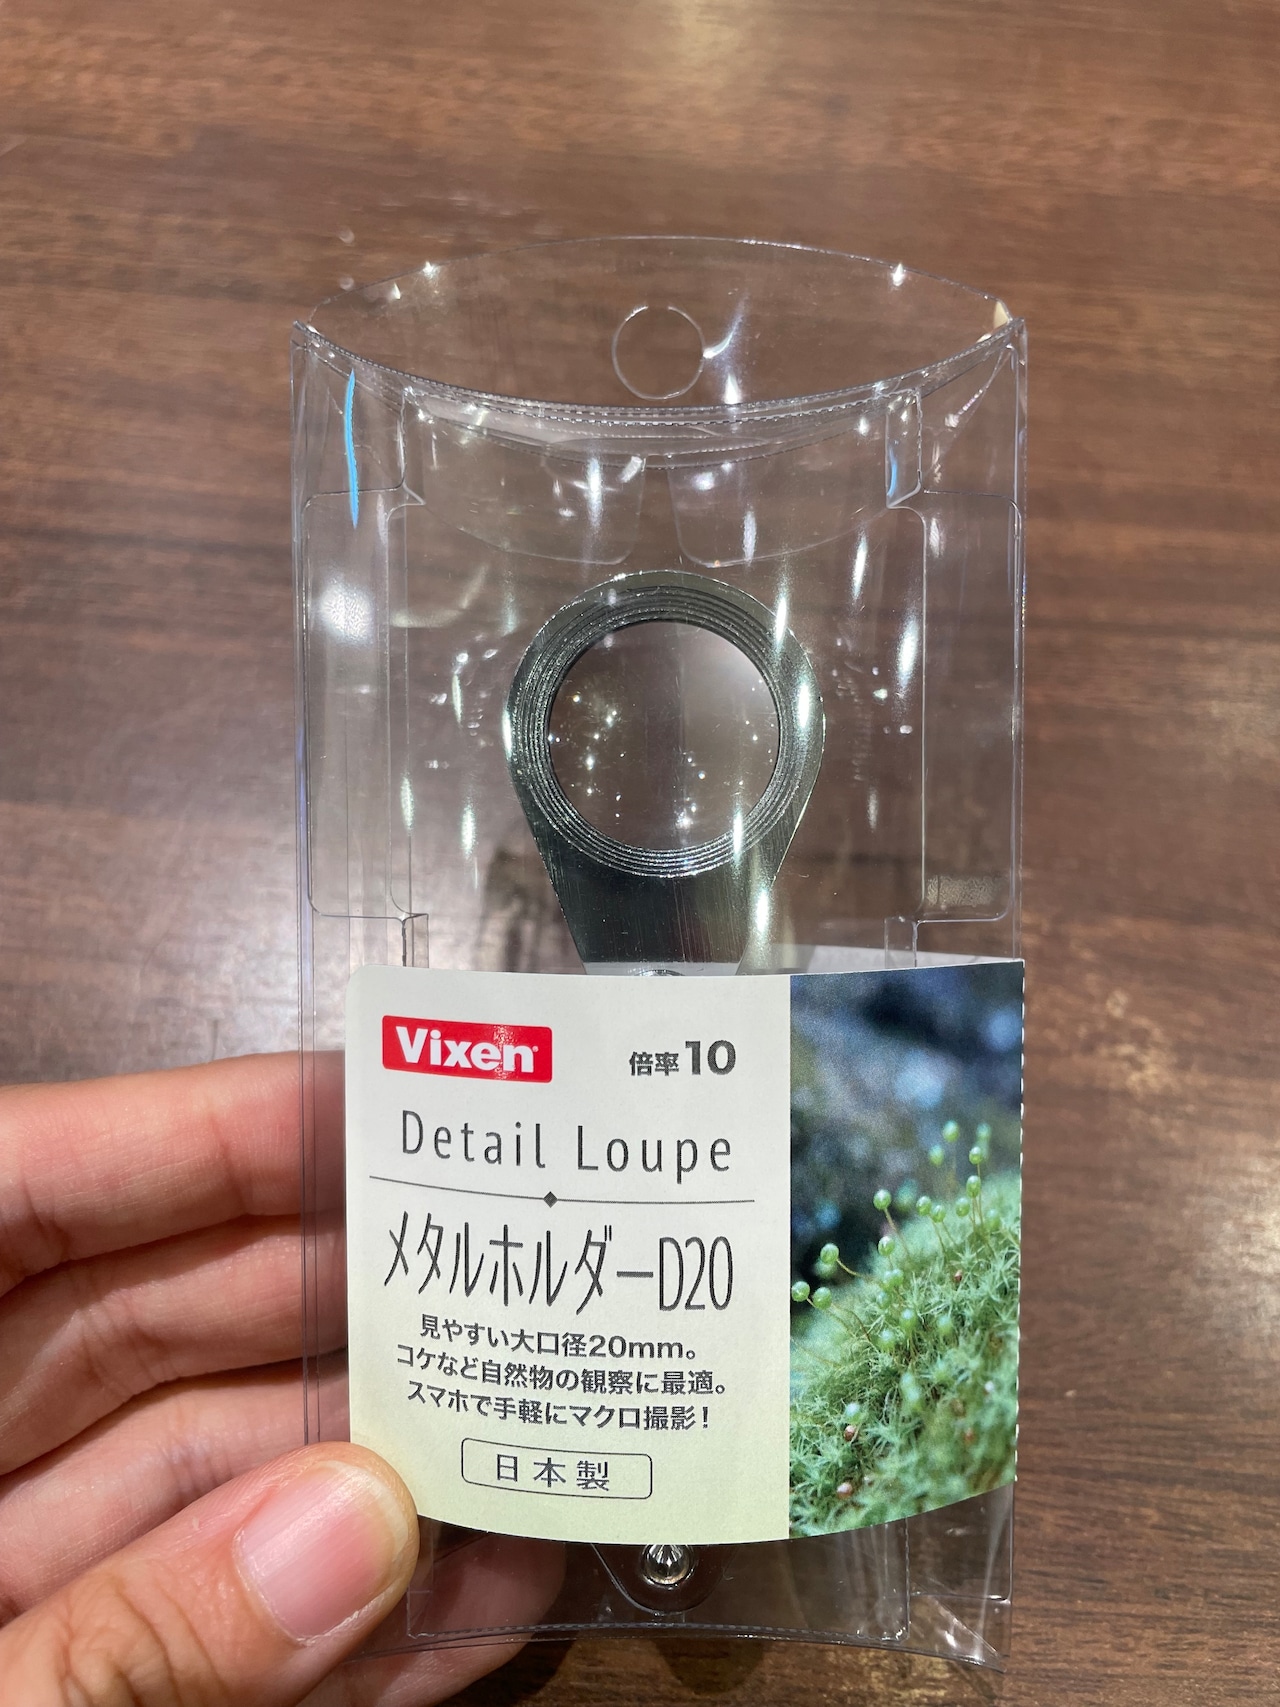 Vixen
倍率10
Detail Loupe
メタルホルダーD20
見やすい大口径20mm。
コケなど自然物の観察に最適。
スマホで手軽にマクロ撮影!
日本製